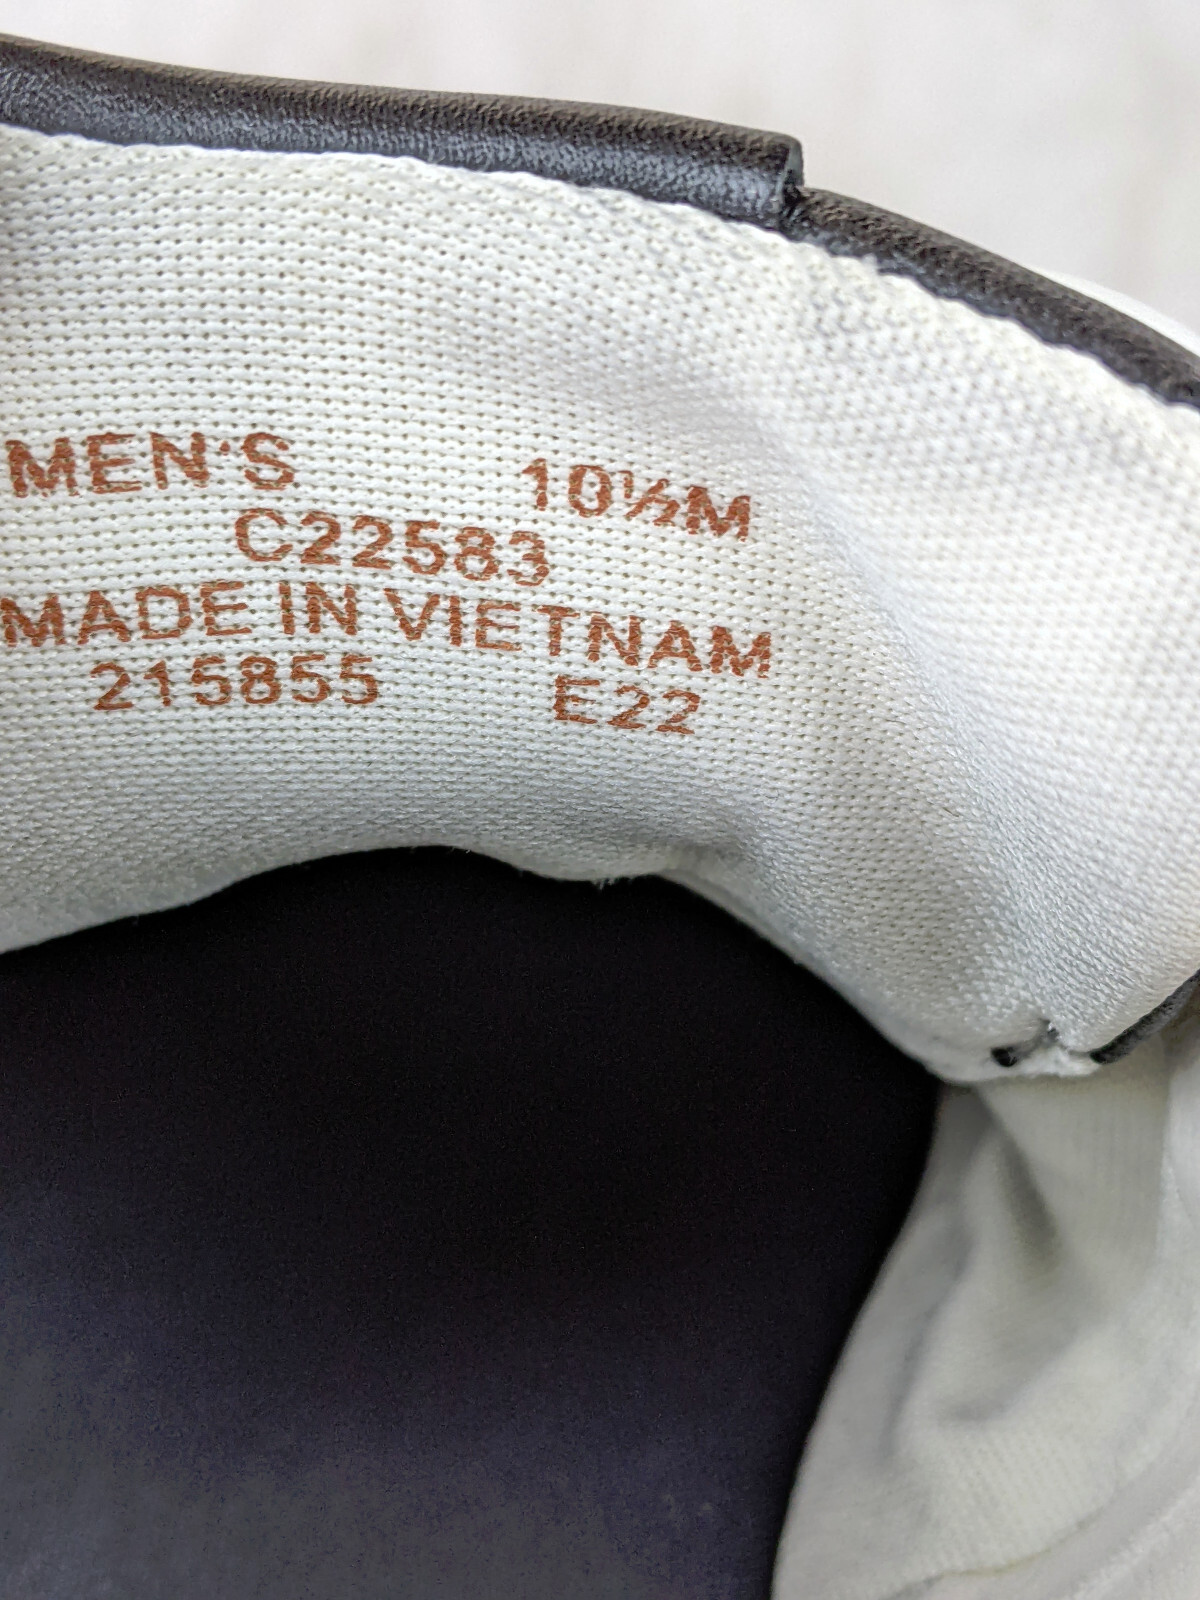 MEN'S 10½M
C22583
MADE IN VIETNAM
215855 E22